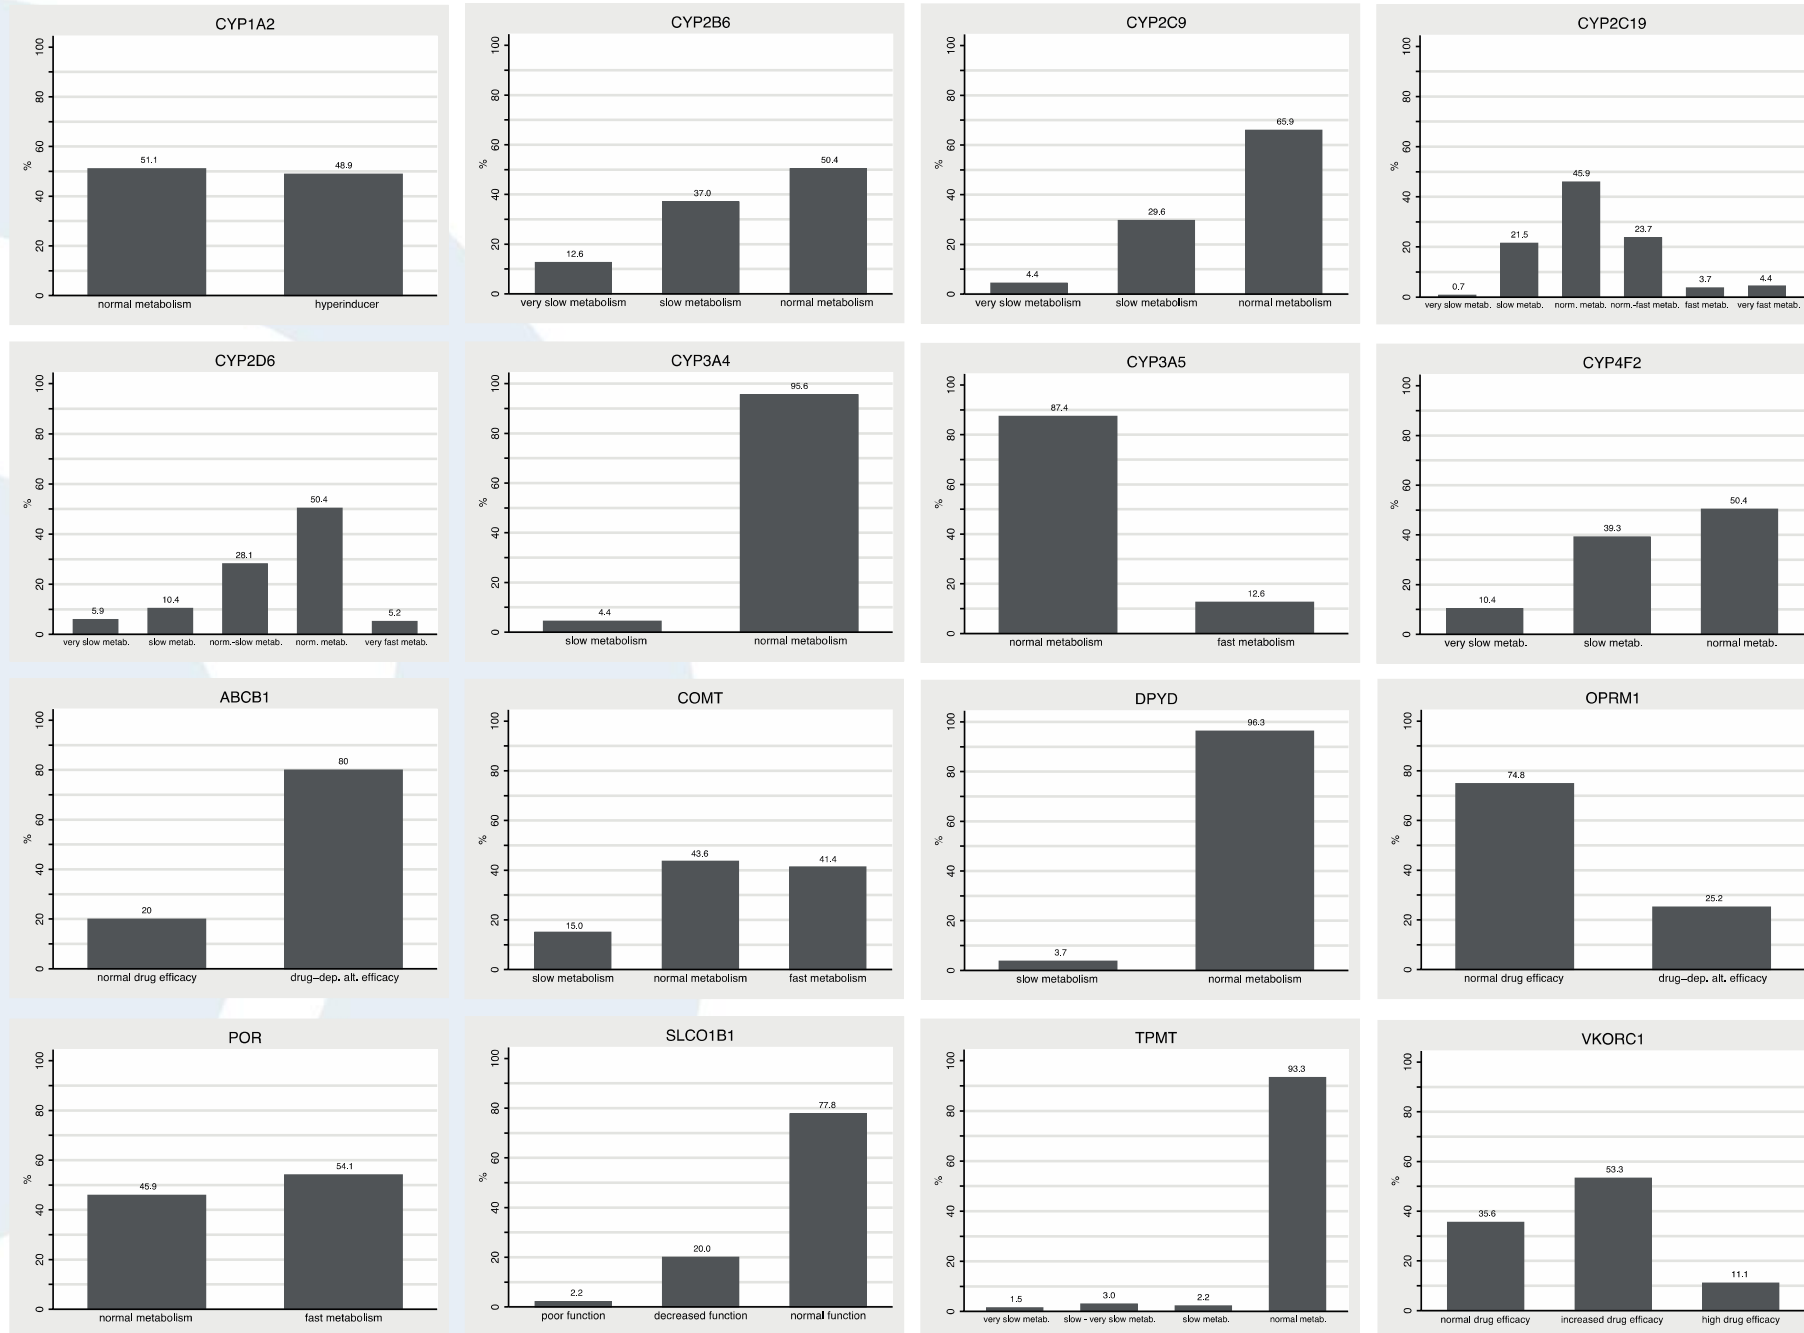 CYP1A2
100
80
60
40
20
0
%
51.1
48.9
normal metabolism
hyperinducer
CYP2B6
100
80
60
40
20
0
%
12.6
37.0
50.4
very slow metabolism
slow metabolism
normal metabolism
CYP2C9
100
80
60
40
20
0
%
4.4
29.6
65.9
very slow metabolism
slow metabolism
normal metabolism
CYP2C19
100
80
60
40
20
0
%
0.7
21.5
45.9
23.7
3.7
4.4
very slow metab.
slow metab.
norm. metab.
norm.-fast metab.
fast metab.
very fast metab.
CYP2D6
100
80
60
40
20
0
%
5.9
10.4
28.1
50.4
5.2
very slow metab.
slow metab.
norm.-slow metab.
norm. metab.
very fast metab.
CYP3A4
100
80
60
40
20
0
%
4.4
95.6
slow metabolism
normal metabolism
CYP3A5
100
80
60
40
20
0
%
87.4
12.6
normal metabolism
fast metabolism
CYP4F2
100
80
60
40
20
0
%
10.4
39.3
50.4
very slow metab.
slow metab.
normal metab.
ABCB1
100
80
60
40
20
0
%
20
80
normal drug efficacy
drug–dep. alt. efficacy
COMT
100
80
60
40
20
0
%
15.0
43.6
41.4
slow metabolism
normal metabolism
fast metabolism
DPYD
100
80
60
40
20
0
%
3.7
96.3
slow metabolism
normal metabolism
OPRM1
100
80
60
40
20
0
%
74.8
25.2
normal drug efficacy
drug–dep. alt. efficacy
POR
100
80
60
40
20
0
%
45.9
54.1
normal metabolism
fast metabolism
SLCO1B1
100
80
60
40
20
0
%
2.2
20.0
77.8
poor function
decreased function
normal function
TPMT
100
80
60
40
20
0
%
1.5
3.0
2.2
93.3
very slow metab.
slow - very slow metab.
slow metab.
normal metab.
VKORC1
100
80
60
40
20
0
%
35.6
53.3
11.1
normal drug efficacy
increased drug efficacy
high drug efficacy